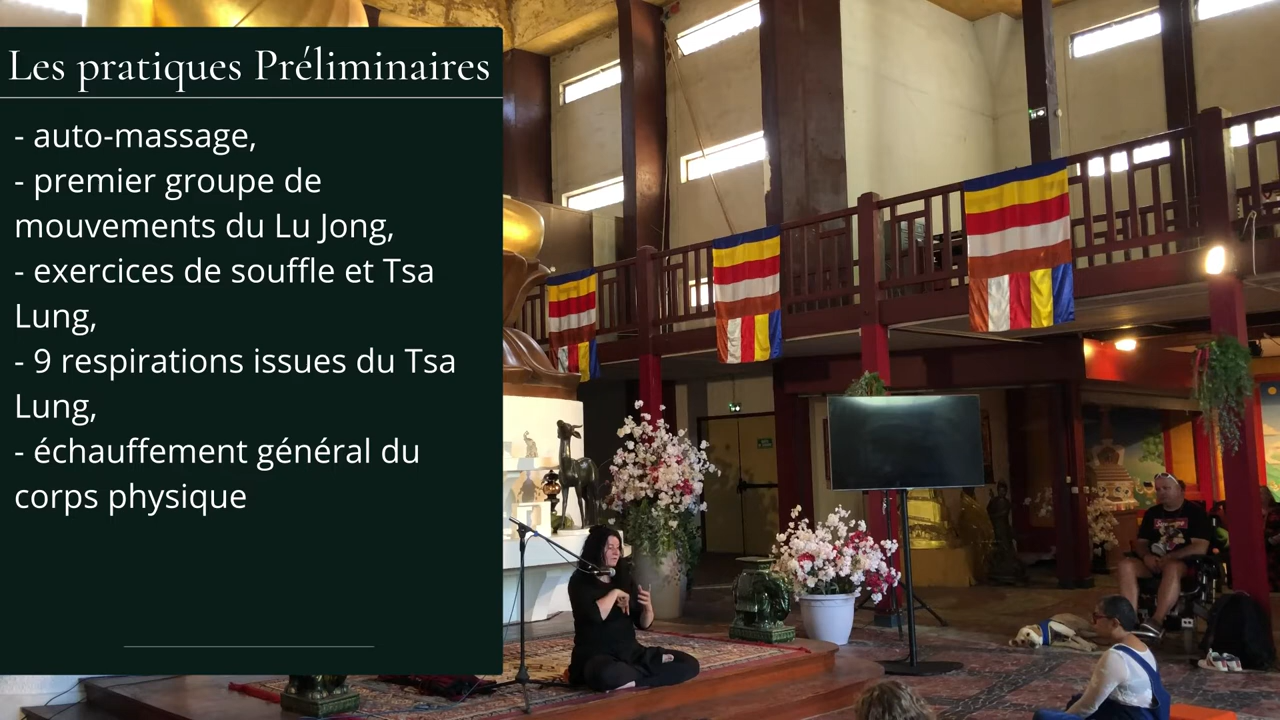 Les pratiques Préliminaires
- auto-massage,
- premier groupe de
mouvements du Lu Jong,
- exercices de souffle et Tsa
Lung,
- 9 respirations issues du Tsa
Lung,
- échauffement général du
corps physique